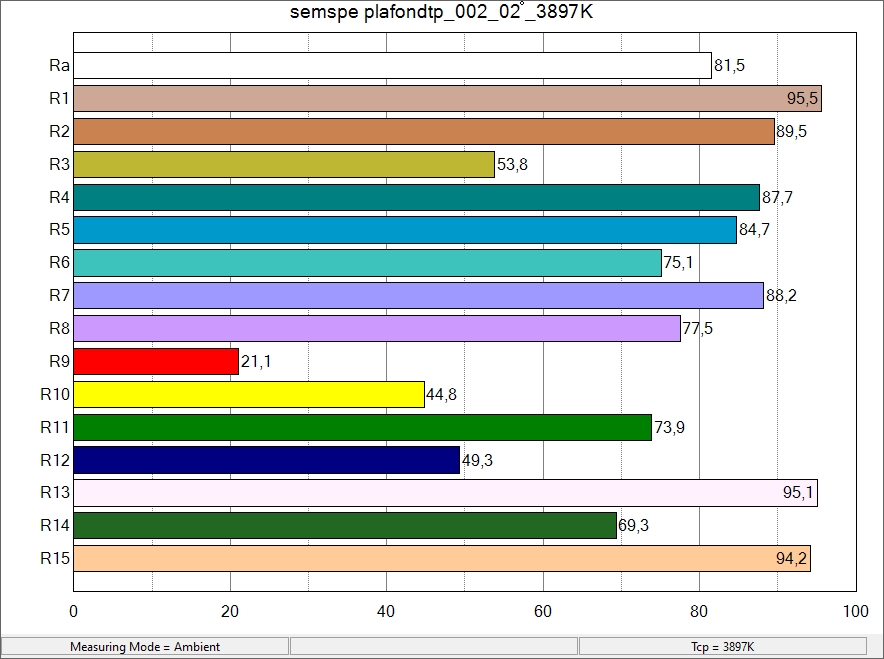 semspe plafondtp_002_02°_3897K
Ra 81,5
R1 95,5
R2 89,5
R3 53,8
R4 87,7
R5 84,7
R6 75,1
R7 88,2
R8 77,5
R9 21,1
R10 44,8
R11 73,9
R12 49,3
R13 95,1
R14 69,3
R15 94,2
0 20 40 60 80 100
Measuring Mode = Ambient Tcp = 3897K